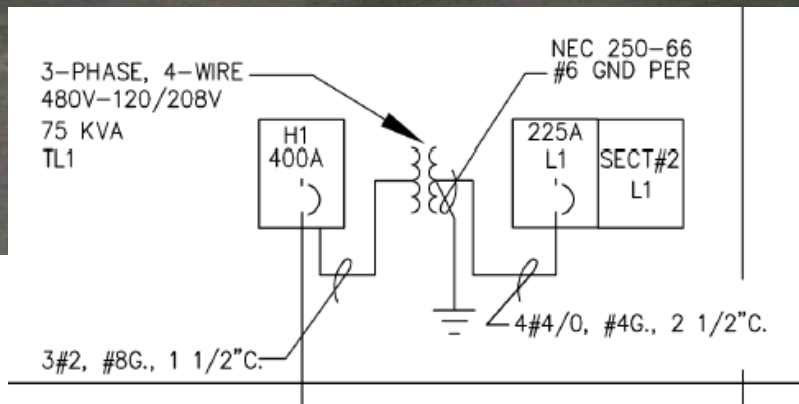 3-PHASE, 4-WIRE
480V-120/208V
75 KVA
TL1
NEC 250-66
#6 GND PER
H1
400A
225A
L1
SECT#2
L1
4#4/0, #4G., 2 1/2"C.
3#2, #8G., 1 1/2"C.